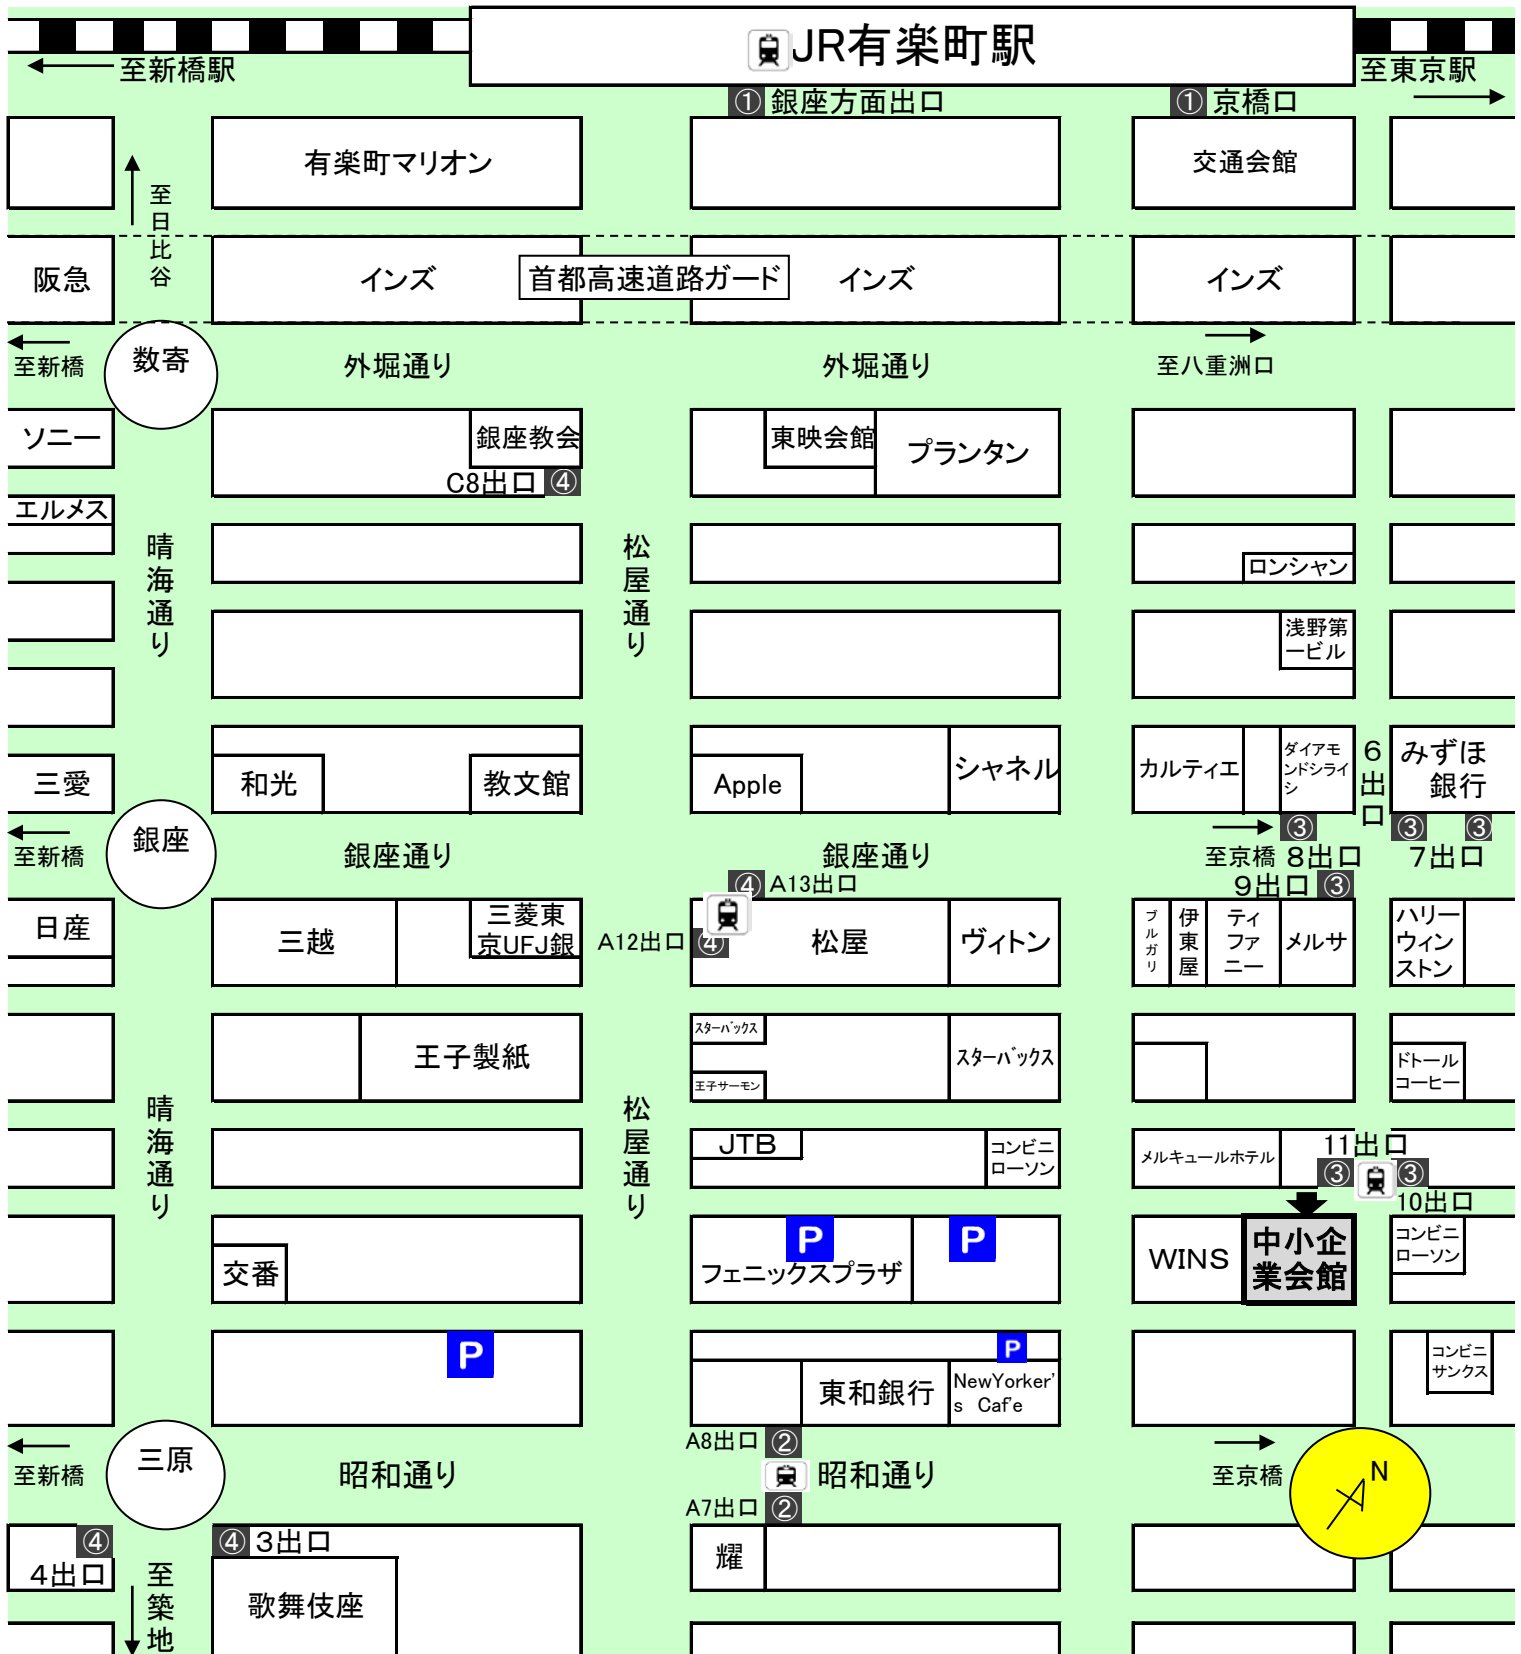 JR有楽町駅
至新橋駅
至東京駅
① 銀座方面出口
① 京橋口
有楽町マリオン
交通会館
至日比谷
阪急
インズ
首都高速道路ガード
インズ
インズ
至新橋
数寄
外堀通り
外堀通り
至八重洲口
ソニー
銀座教会
東映会館
プランタン
C8出口 ④
エルメス
晴海通り
松屋通り
ロンシャン
浅野第
一ビル
三愛
和光
教文館
Apple
シャネル
カルティエ
ダイアモ
ンドシライ
シ
6出口
みずほ
銀行
至新橋
銀座
銀座通り
銀座通り
至京橋
③
8出口
③
③
7出口
④ A13出口
9出口 ③
日産
三越
三菱東
京UFJ銀
A12出口 ④
松屋
ヴィトン
ブルガリ
伊東屋
ティ
ファ
ニー
メルサ
ハリー
ウィン
ストン
王子製紙
スターバックス
王子サーモン
スターバックス
ドトール
コーヒー
晴海通り
松屋通り
JTB
コンビニ
ローソン
メルキュールホテル
11出口
③
③
10出口
交番
P
フェニックスプラザ
P
WINS
中小企
業会館
コンビニ
ローソン
P
P
東和銀行
NewYorker'
s Caf'e
コンビニ
サンクス
A8出口 ②
至新橋
三原
昭和通り
昭和通り
至京橋
N
A7出口 ②
④
4出口
④ 3出口
耀
至築地
歌舞伎座